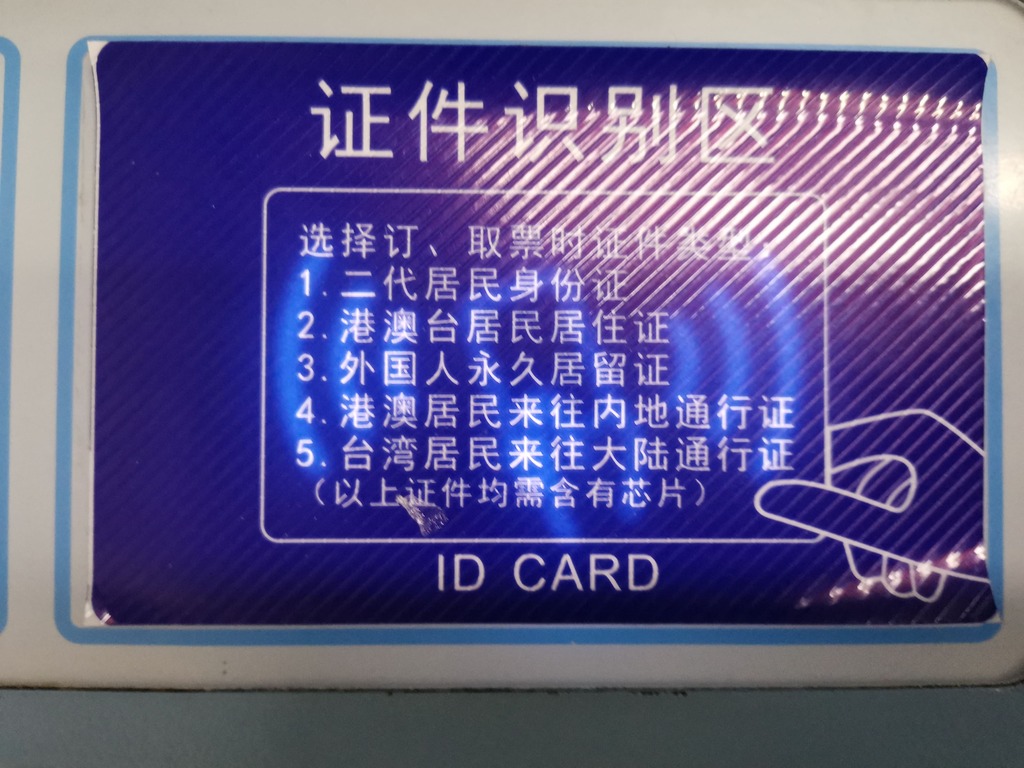 证件识别区
选择订、取票时证件类型：
1.二代居民身份证
2.港澳台居民居住证
3.外国人永久居留证
4.港澳居民来往内地通行证
5.台湾居民来往大陆通行证
（以上证件均需含有芯片）
ID CARD